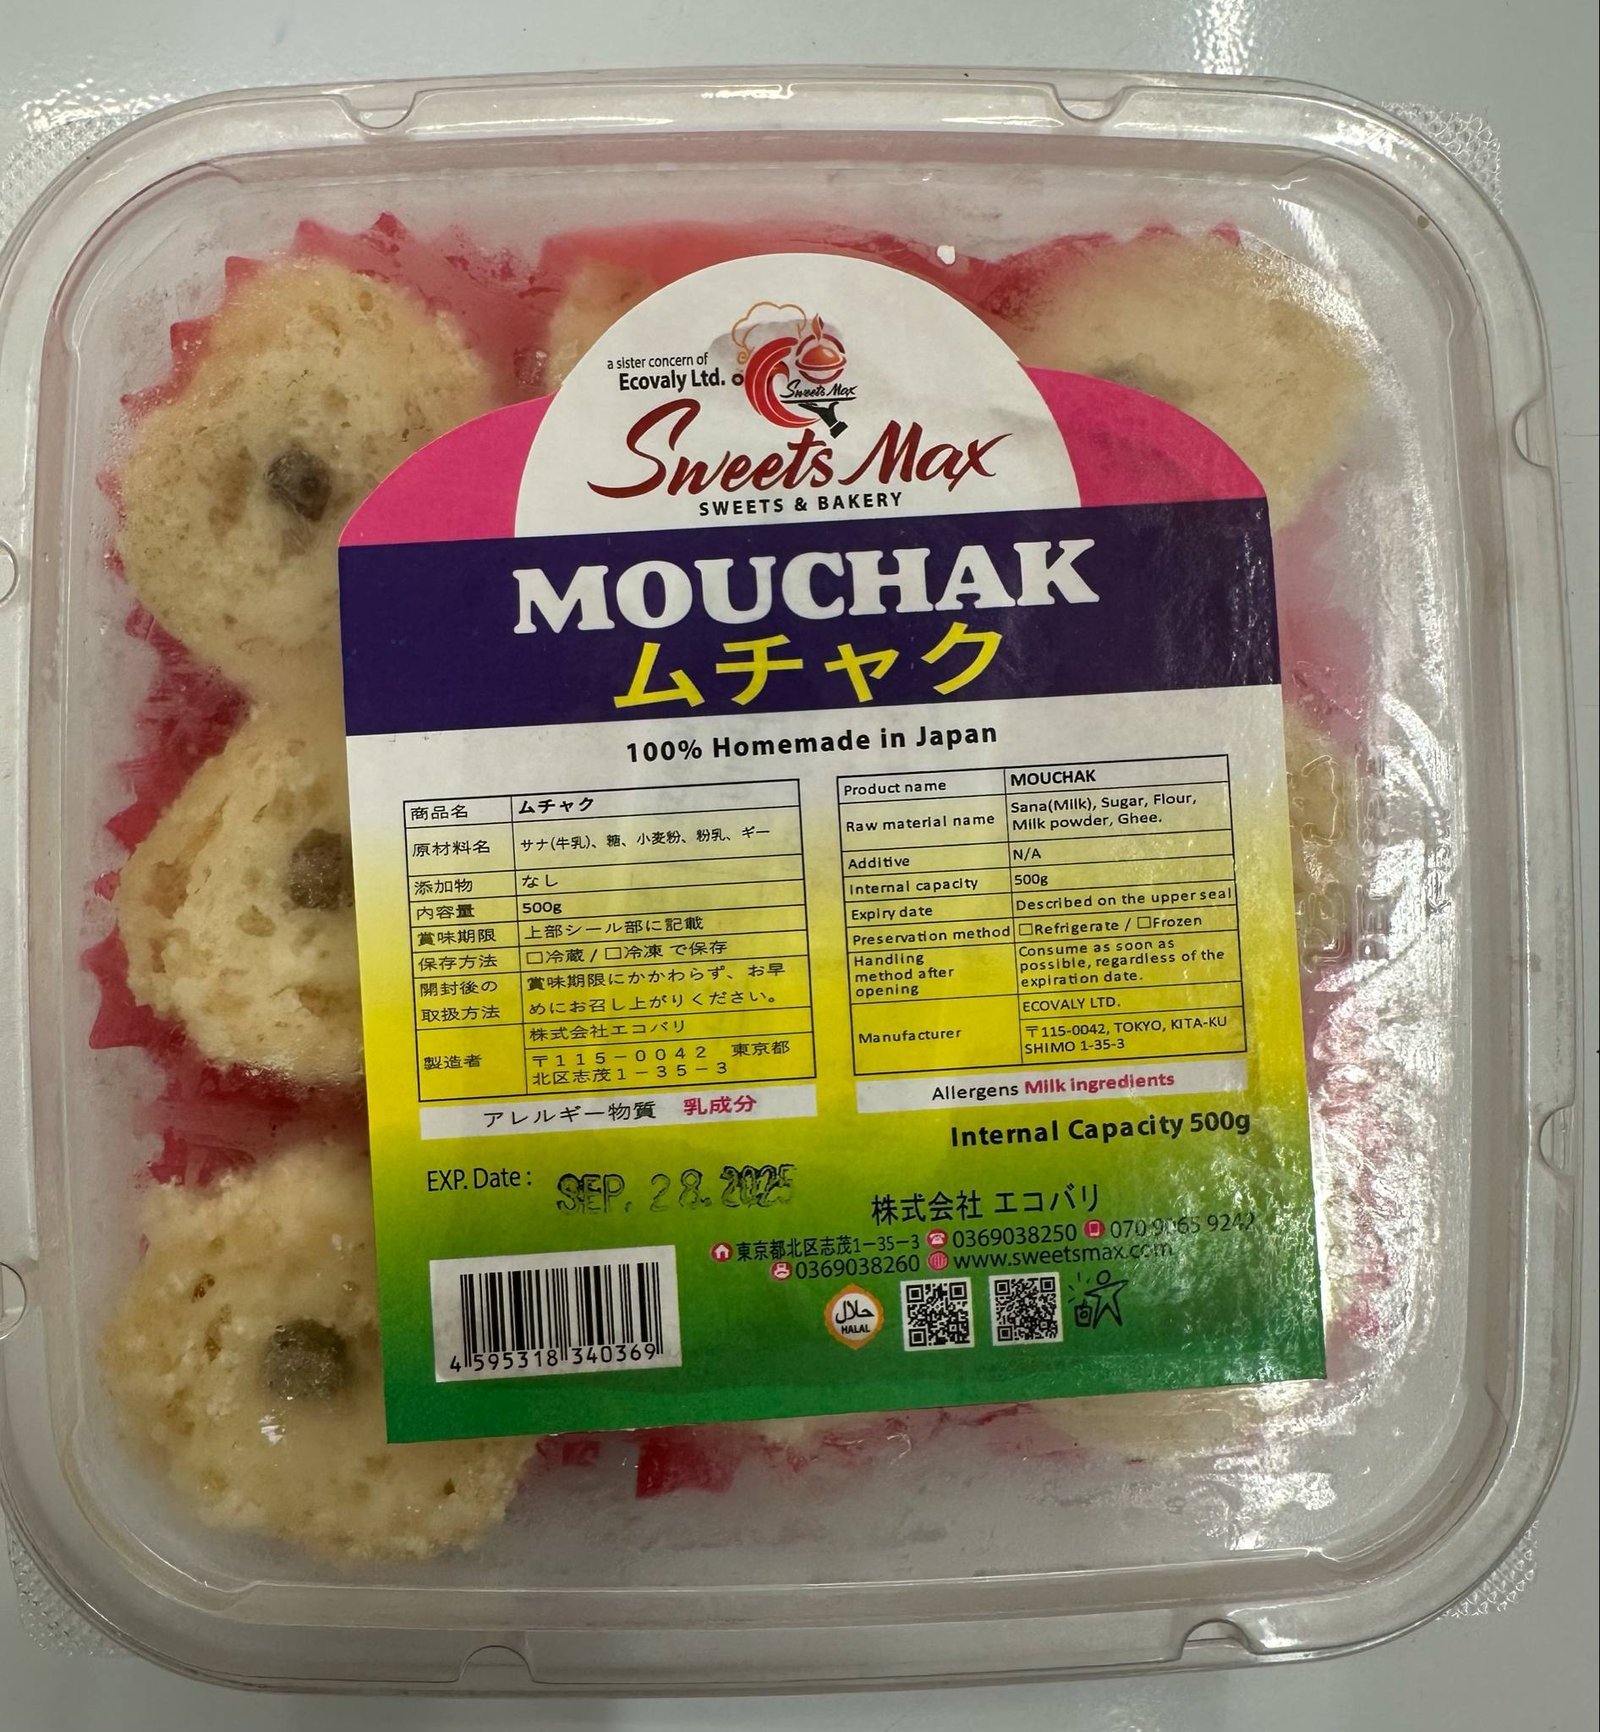 a sister concern of
Ecovaly Ltd.
Sweets Max
Sweets Max
SWEETS & BAKERY
MOUCHAK
ムチャク
100% Homemade in Japan
商品名 ムチャク
原材料名 サナ(牛乳)、糖、小麦粉、粉乳、ギー
添加物 なし
内容量 500g
賞味期限 上部シール部に記載
保存方法 □冷蔵 / □冷凍 で保存
開封後の 賞味期限にかかわらず、お早
取扱方法 めにお召し上がりください。
製造者 株式会社エコバリ
〒115-0042 東京都
北区志茂1-35-3
アレルギー物質 乳成分
Product name MOUCHAK
Raw material name Sana(Milk), Sugar, Flour,
Milk powder, Ghee.
Additive N/A
Internal capacity 500g
Expiry date Described on the upper seal
Preservation method □Refrigerate / □Frozen
Handling Consume as soon as
method after possible, regardless of the
opening expiration date.
Manufacturer ECOVALY LTD.
〒115-0042, TOKYO, KITA-KU
SHIMO 1-35-3
Allergens Milk ingredients
Internal Capacity 500g
EXP. Date : SEP. 28. 2025
株式会社 エコバリ
東京都北区志茂1-35-3 0369038250 070 9065 9242
0369038260 www.sweetsmax.com
حلال
HALAL
4 595318 340369